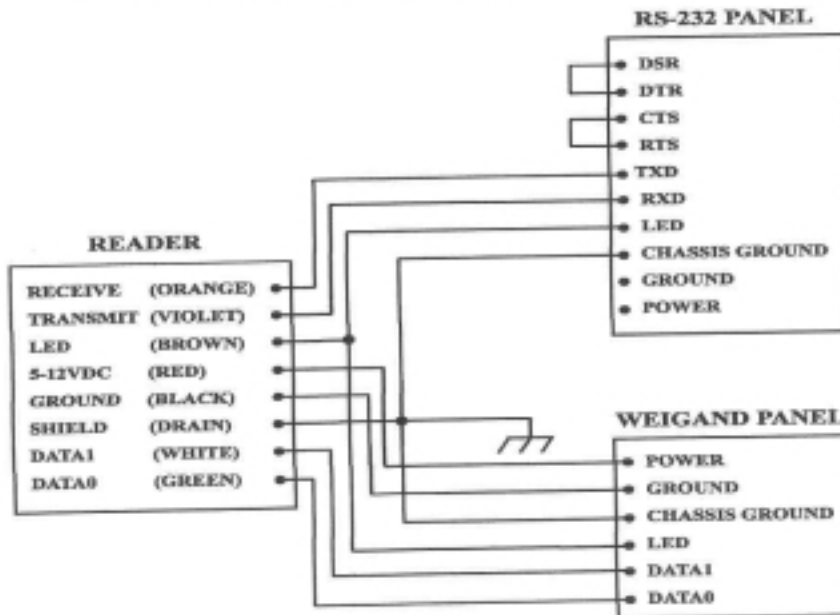 RS-232 PANEL
DSR
DTR
CTS
RTS
TXD
RXD
LED
CHASSIS GROUND
GROUND
POWER
READER
RECEIVE (ORANGE)
TRANSMIT (VIOLET)
LED (BROWN)
5-12VDC (RED)
GROUND (BLACK)
SHIELD (DRAIN)
DATA1 (WHITE)
DATA0 (GREEN)
WEIGAND PANEL
POWER
GROUND
CHASSIS GROUND
LED
DATA1
DATA0